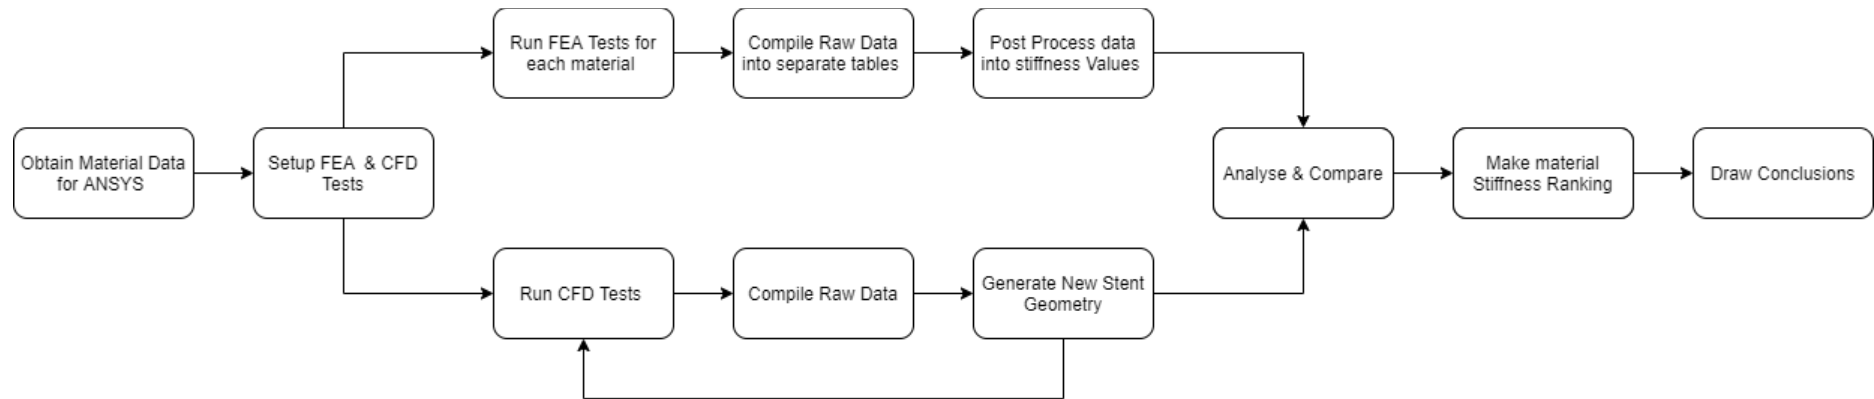 Obtain Material Data
for ANSYS
Setup FEA & CFD
Tests
Run FEA Tests for
each material
Compile Raw Data
into separate tables
Post Process data
into stiffness Values
Run CFD Tests
Compile Raw Data
Generate New Stent
Geometry
Analyse & Compare
Make material
Stiffness Ranking
Draw Conclusions